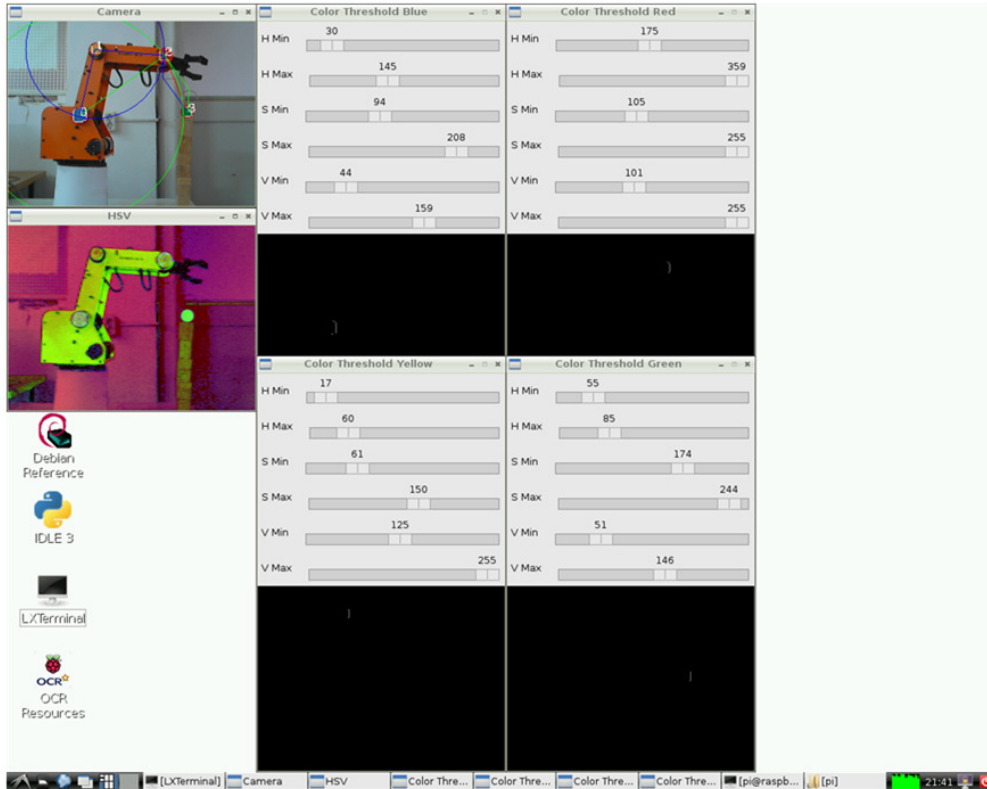 Camera
HSV
Debian
Reference
IDLE 3
LXTerminal
OCR
OCR
Resources
Color Threshold Blue
H Min
30
H Max
145
S Min
94
S Max
208
V Min
44
V Max
159
Color Threshold Red
H Min
175
H Max
359
S Min
105
S Max
255
V Min
101
V Max
255
Color Threshold Yellow
H Min
17
H Max
60
S Min
61
S Max
150
V Min
125
V Max
255
Color Threshold Green
H Min
55
H Max
85
S Min
174
S Max
244
V Min
51
V Max
146
[LXTerminal] Camera HSV Color Thre... Color Thre... Color Thre... Color Thre... [pi@raspb... [pi] 21:41